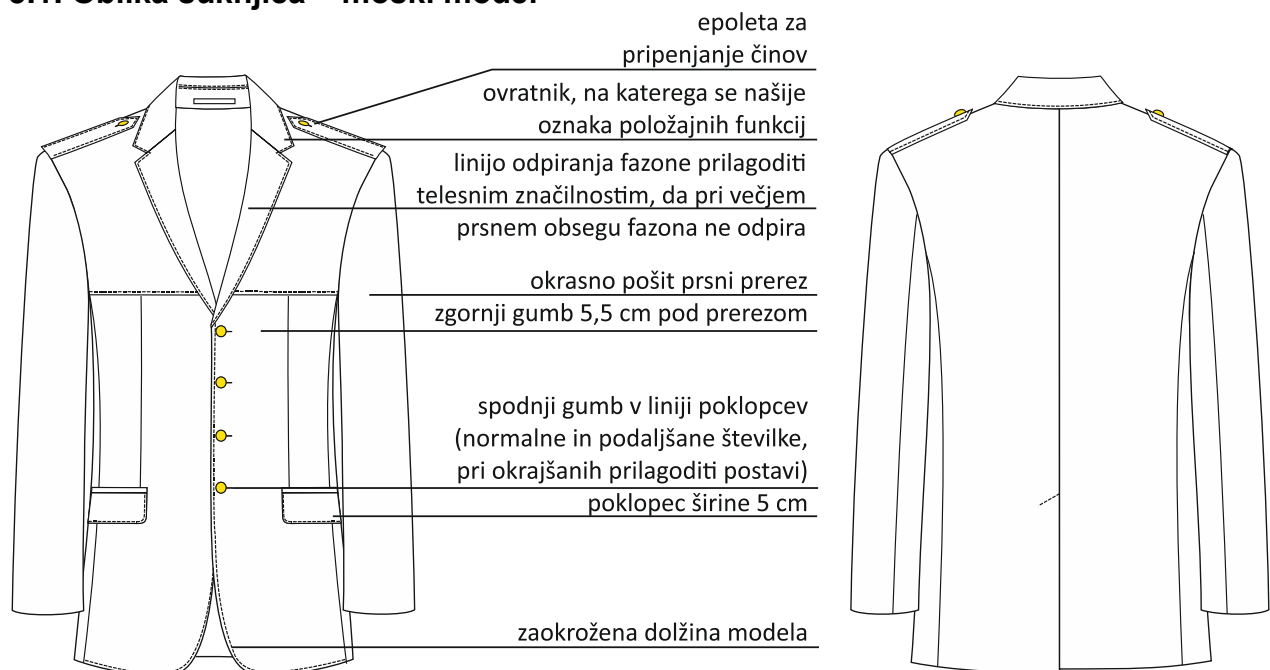 epoleta za
pripenjanje činov
ovratnik, na katerega se našije
oznaka položajnih funkcij
linijo odpiranja fazone prilagoditi
telesnim značilnostim, da pri večjem
prsnem obsegu fazona ne odpira
okrasno pošit prsni prerez
zgornji gumb 5,5 cm pod prerezom
spodnji gumb v liniji poklopcev
(normalne in podaljšane številke,
pri okrajšanih prilagoditi postavi)
poklopec širine 5 cm
zaokrožena dolžina modela